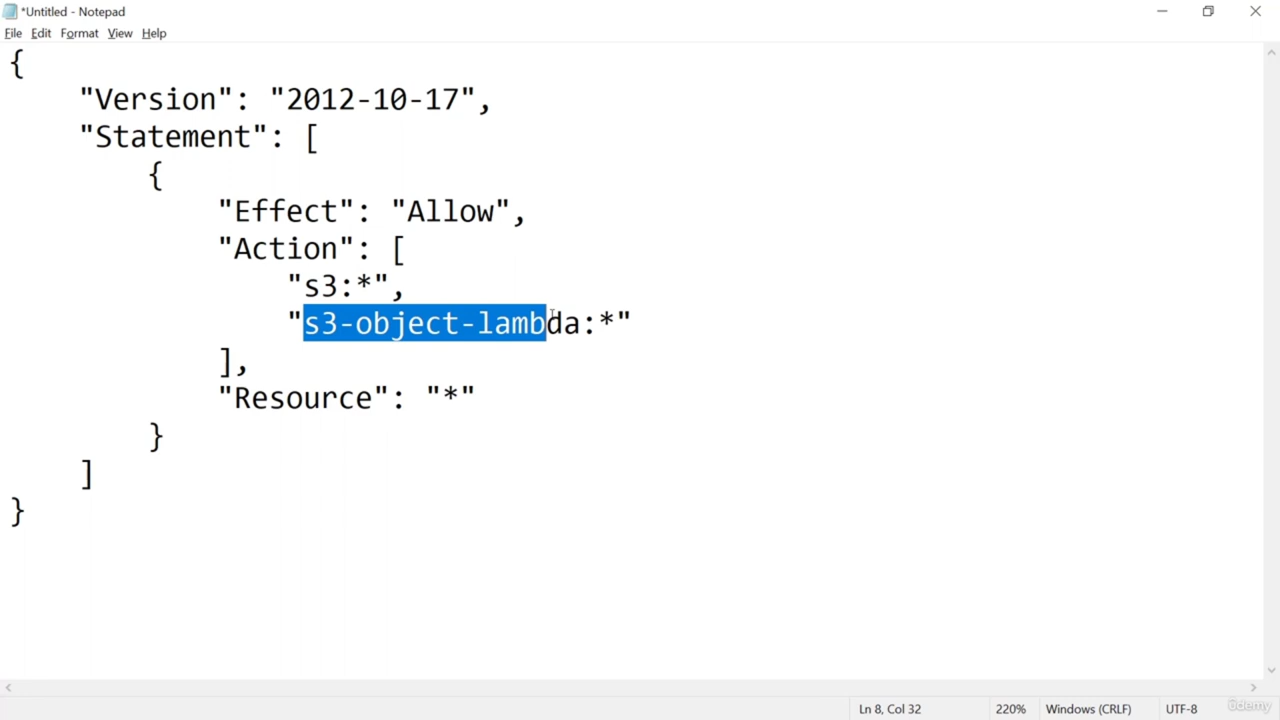 *Untitled - Notepad
File Edit Format View Help
{
"Version": "2012-10-17",
"Statement": [
{
"Effect": "Allow",
"Action": [
"s3:*",
"s3-object-lambda:*"
],
"Resource": "*"
}
]
}
Ln 8, Col 32 220% Windows (CRLF) UTF-8
ûdemy